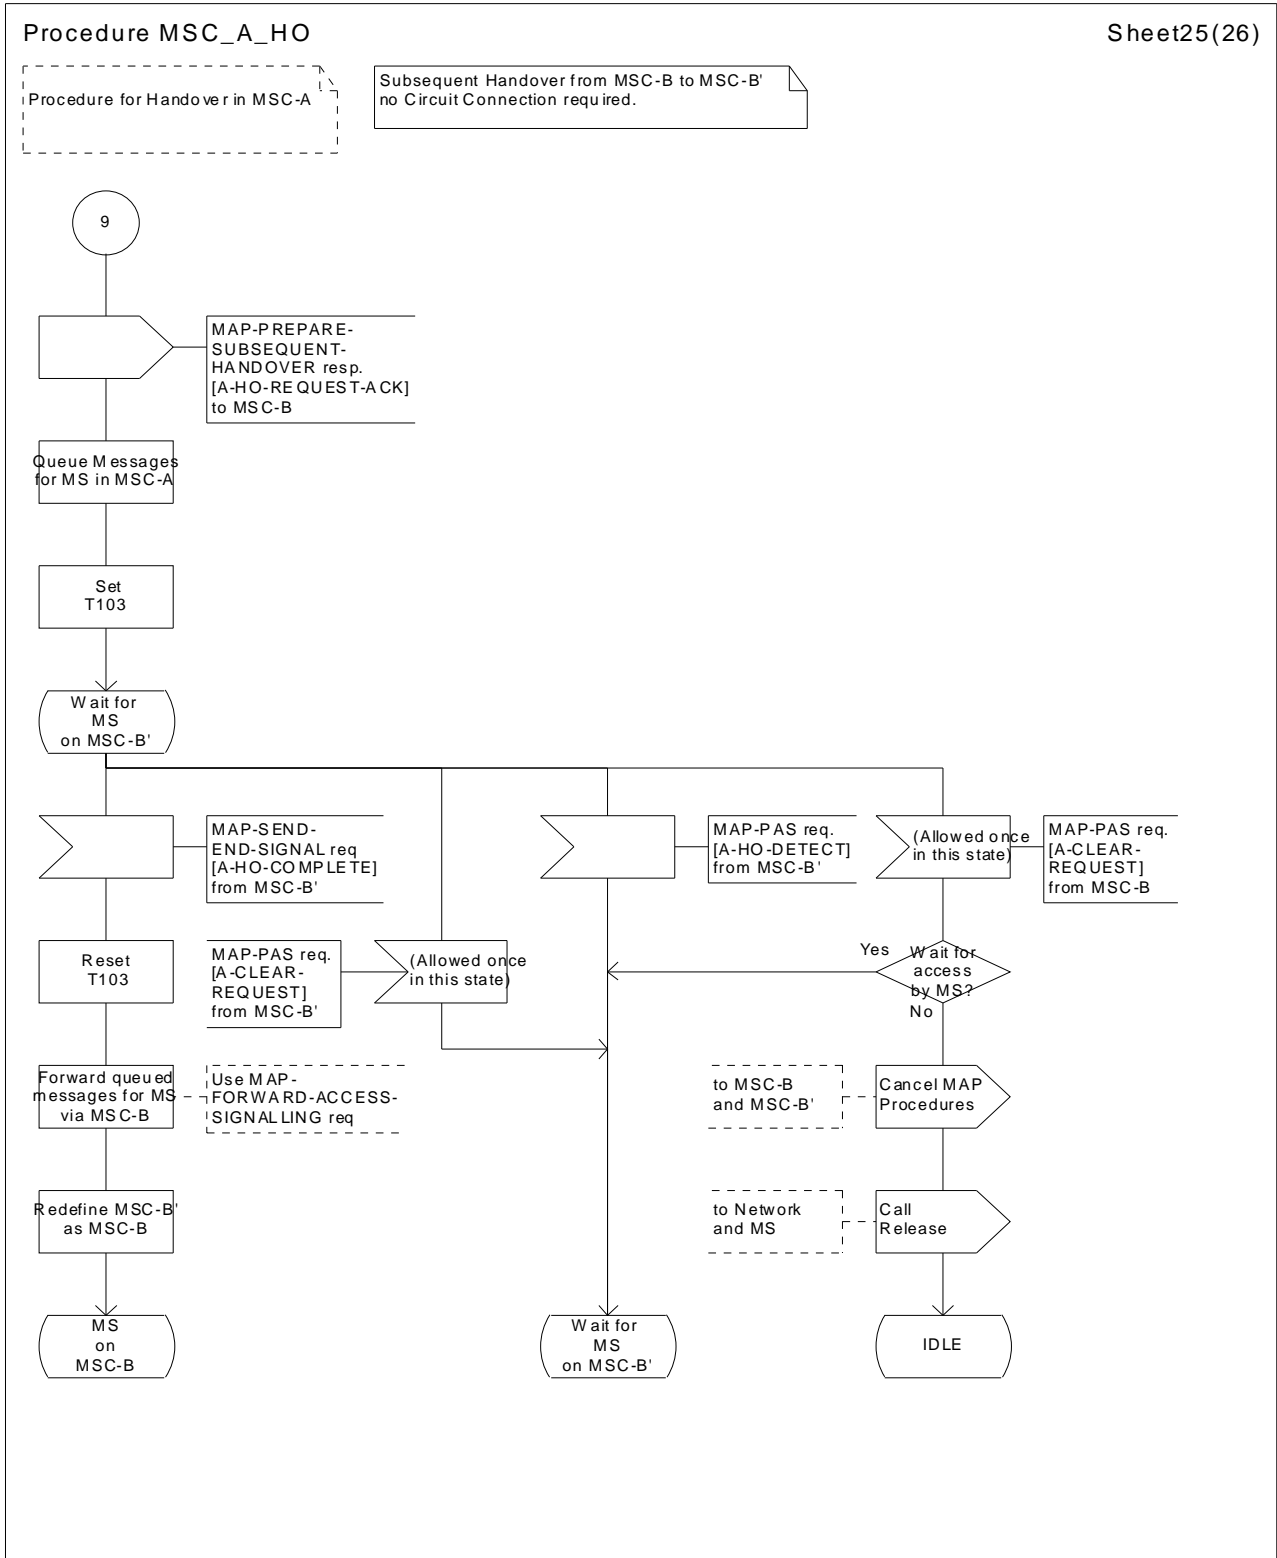 Procedure MSC_A_HO
Sheet25(26)
Procedure for Handover in MSC-A
Subsequent Handover from MSC-B to MSC-B'
no Circuit Connection required.
9
MAP-PREPARE-
SUBSEQUENT-
HANDOVER resp.
[A-HO-REQUEST-ACK]
to MSC-B
Queue Messages
for MS in MSC-A
Set
T103
Wait for
MS
on MSC-B'
MAP-SEND-
END-SIGNAL req
[A-HO-COMPLETE]
from MSC-B'
MAP-PAS req.
[A-HO-DETECT]
from MSC-B'
(Allowed once
in this state)
MAP-PAS req.
[A-CLEAR-
REQUEST]
from MSC-B
Reset
T103
MAP-PAS req.
[A-CLEAR-
REQUEST]
from MSC-B'
(Allowed once
in this state)
Yes
Wait for
access
by MS?
No
Forward queued
messages for MS
via MSC-B
Use MAP-
FORWARD-ACCESS-
SIGNALLING req
to MSC-B
and MSC-B'
Cancel MAP
Procedures
Redefine MSC-B'
as MSC-B
to Network
and MS
Call
Release
MS
on
MSC-B
Wait for
MS
on MSC-B'
IDLE